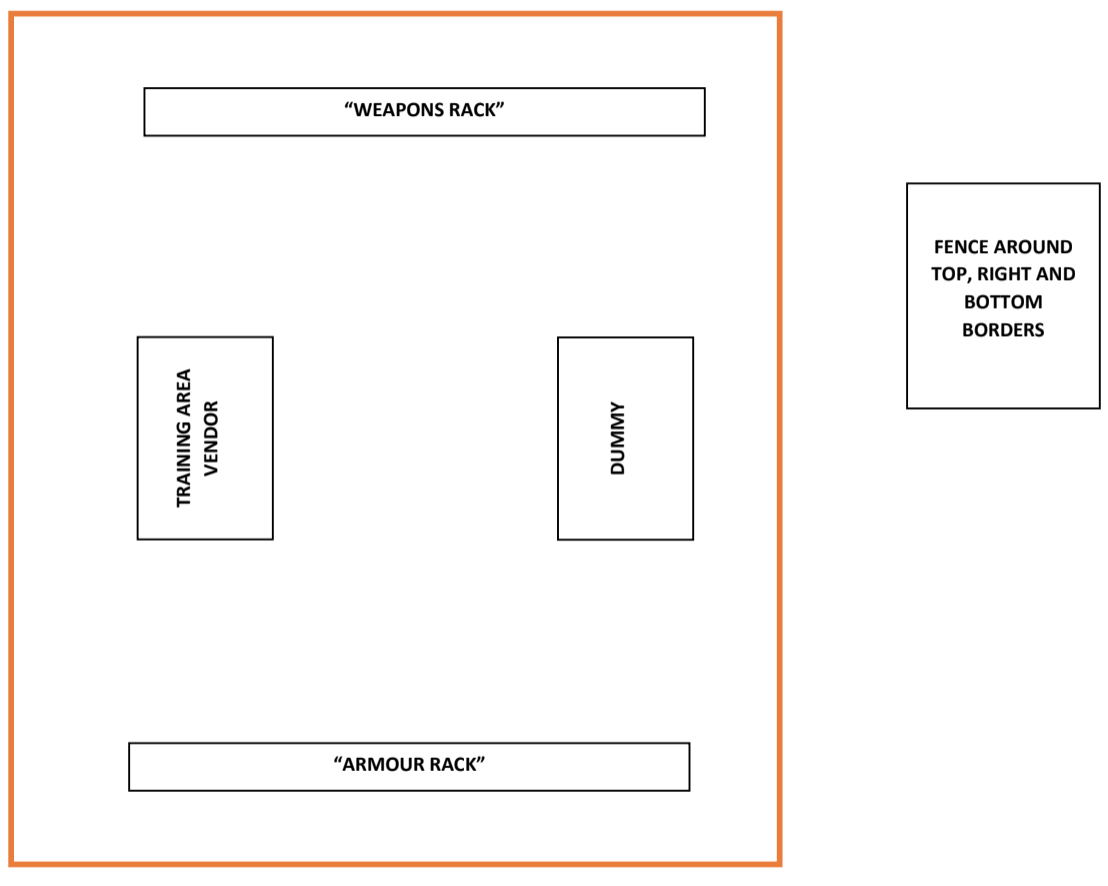 “WEAPONS RACK”
FENCE AROUND
TOP, RIGHT AND
BOTTOM
BORDERS
TRAINING AREA
VENDOR
DUMMY
“ARMOUR RACK”